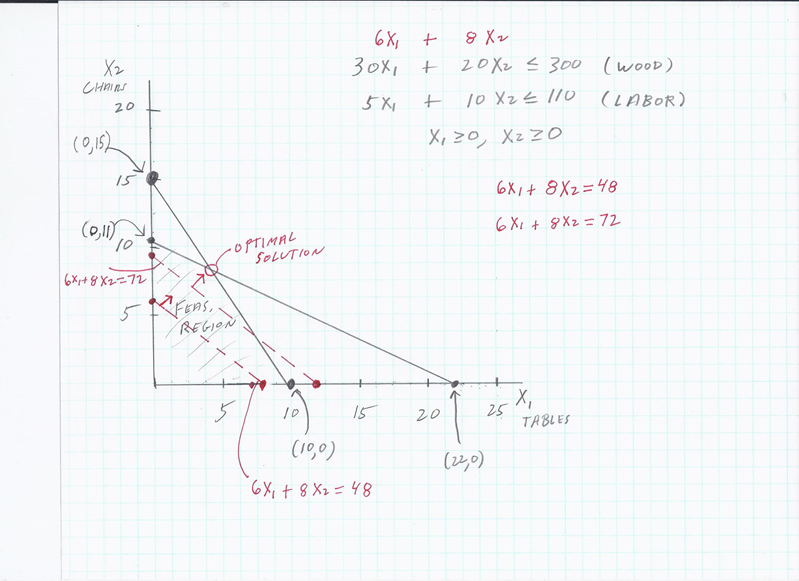 6X1 + 8X2
30X1 + 20X2 ≤ 300 (WOOD)
5X1 + 10X2 ≤ 110 (LABOR)
X1 ≥ 0, X2 ≥ 0
6X1 + 8X2 = 48
6X1 + 8X2 = 72
X2
CHAIRS
20
(0,15)
15
(0,11)
10
OPTIMAL
SOLUTION
6X1+8X2=72
5
FEAS.
REGION
5
10
15
20
25
X1
TABLES
(10,0)
(22,0)
6X1 + 8X2 = 48